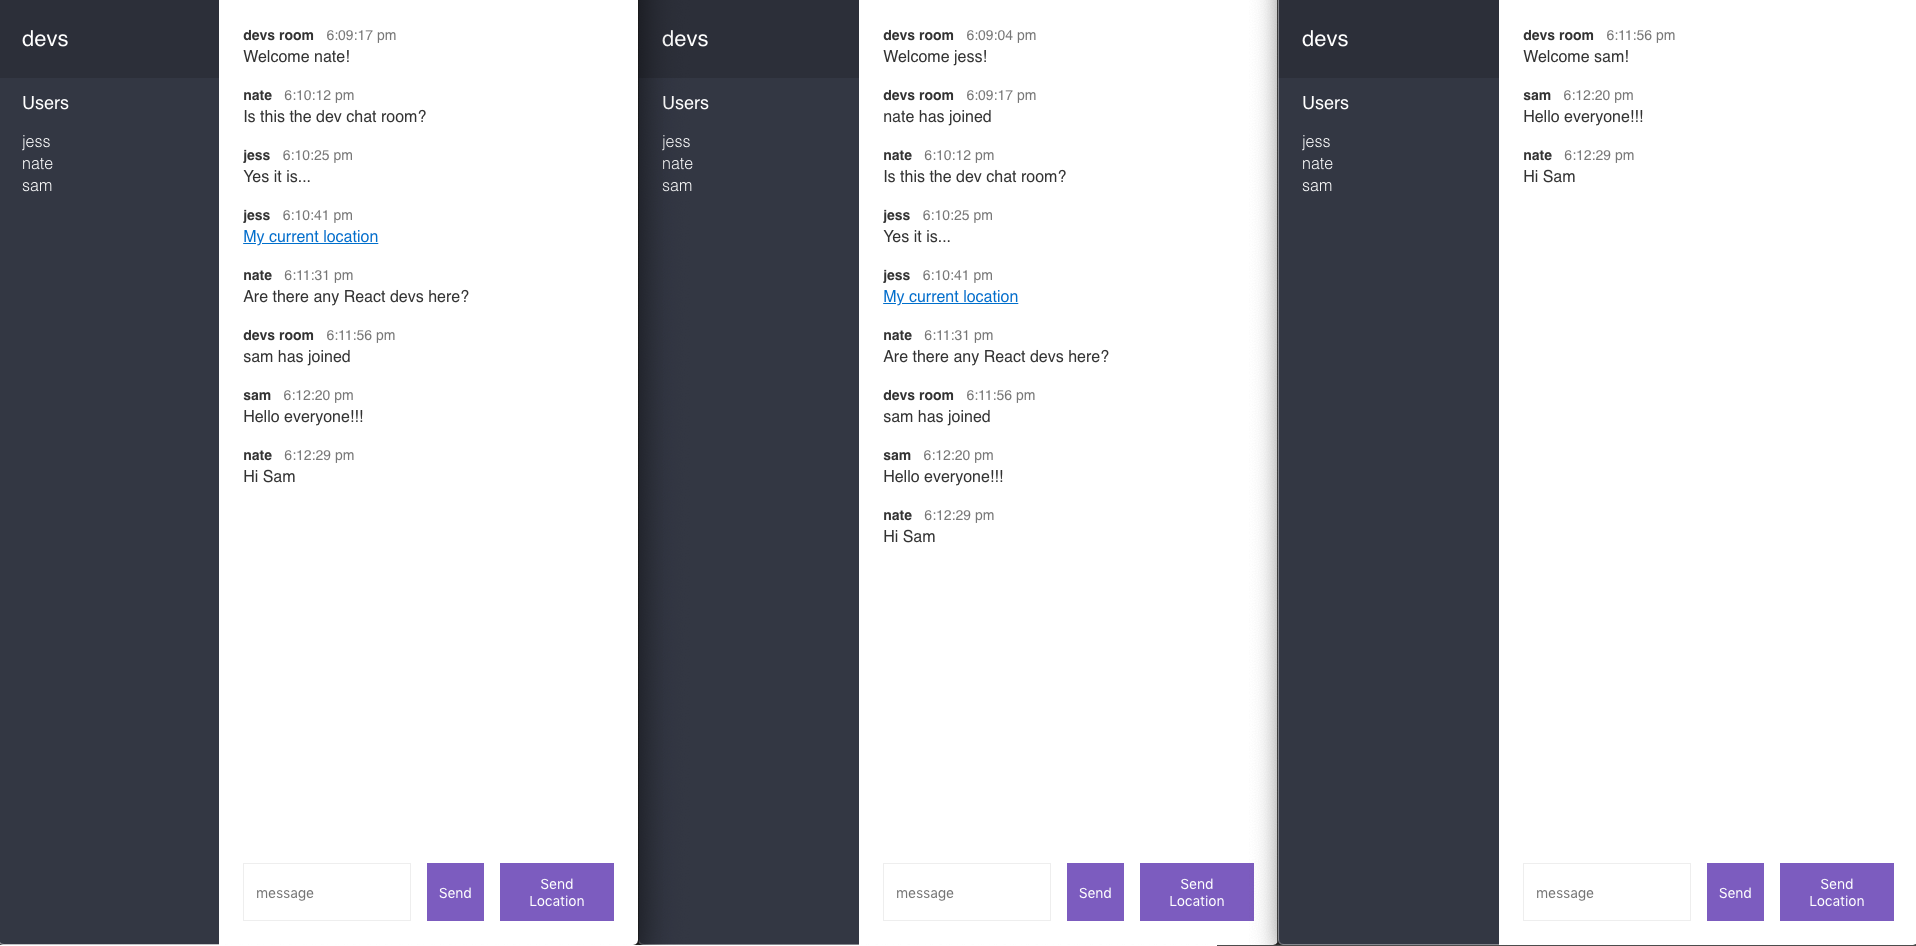 devs
Users
jess
nate
sam
devs room 6:09:17 pm
Welcome nate!
nate 6:10:12 pm
Is this the dev chat room?
jess 6:10:25 pm
Yes it is...
jess 6:10:41 pm
My current location
nate 6:11:31 pm
Are there any React devs here?
devs room 6:11:56 pm
sam has joined
sam 6:12:20 pm
Hello everyone!!!
nate 6:12:29 pm
Hi Sam
message
Send
Send
Location
devs
Users
jess
nate
sam
devs room 6:09:04 pm
Welcome jess!
devs room 6:09:17 pm
nate has joined
nate 6:10:12 pm
Is this the dev chat room?
jess 6:10:25 pm
Yes it is...
jess 6:10:41 pm
My current location
nate 6:11:31 pm
Are there any React devs here?
devs room 6:11:56 pm
sam has joined
sam 6:12:20 pm
Hello everyone!!!
nate 6:12:29 pm
Hi Sam
message
Send
Send
Location
devs
Users
jess
nate
sam
devs room 6:11:56 pm
Welcome sam!
sam 6:12:20 pm
Hello everyone!!!
nate 6:12:29 pm
Hi Sam
message
Send
Send
Location